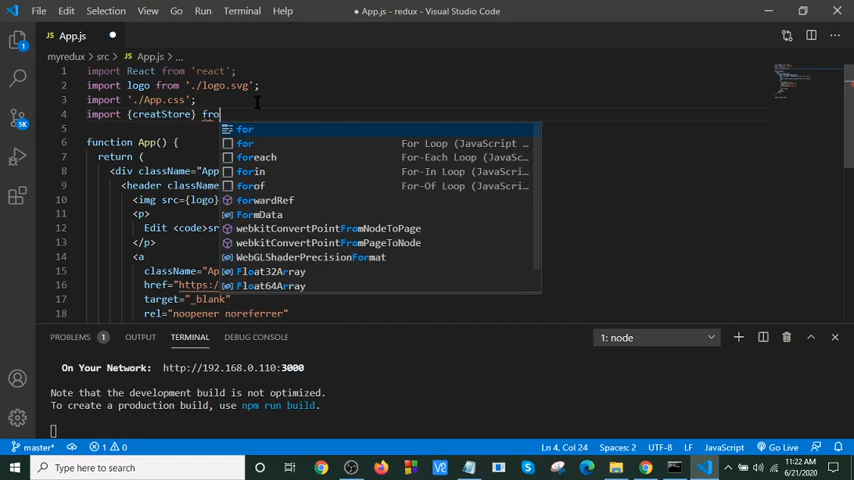 File Edit Selection View Go Run Terminal Help
● App.js - redux - Visual Studio Code
App.js ●
myredux > src > App.js > ...
1 import React from 'react';
2 import logo from './logo.svg';
3 import './App.css';
4 import {creatStore} fro
5
6 function App() {
7 return (
8 <div className="App
9 <header className
10 <img src={logo}
11 <p>
12 Edit <code>sr
13 </p>
14 <a
15 className="Ap
16 href="https:/
17 target="_blank"
18 rel="noopener noreferrer"
for
for For Loop (JavaScript ...
foreach For-Each Loop (JavaSc...
forin For-In Loop (JavaScri...
forof For-Of Loop (JavaScri...
forwardRef
FormData
webkitConvertPointFromNodeToPage
webkitConvertPointFromPageToNode
WebGLShaderPrecisionFormat
Float32Array
Float64Array
PROBLEMS 1 OUTPUT TERMINAL DEBUG CONSOLE 1: node
On Your Network: http://192.168.0.110:3000
Note that the development build is not optimized.
To create a production build, use npm run build.
master* 1 0 Ln 4, Col 24 Spaces: 2 UTF-8 LF JavaScript Go Live
Type here to search
11:22 AM
6/21/2020